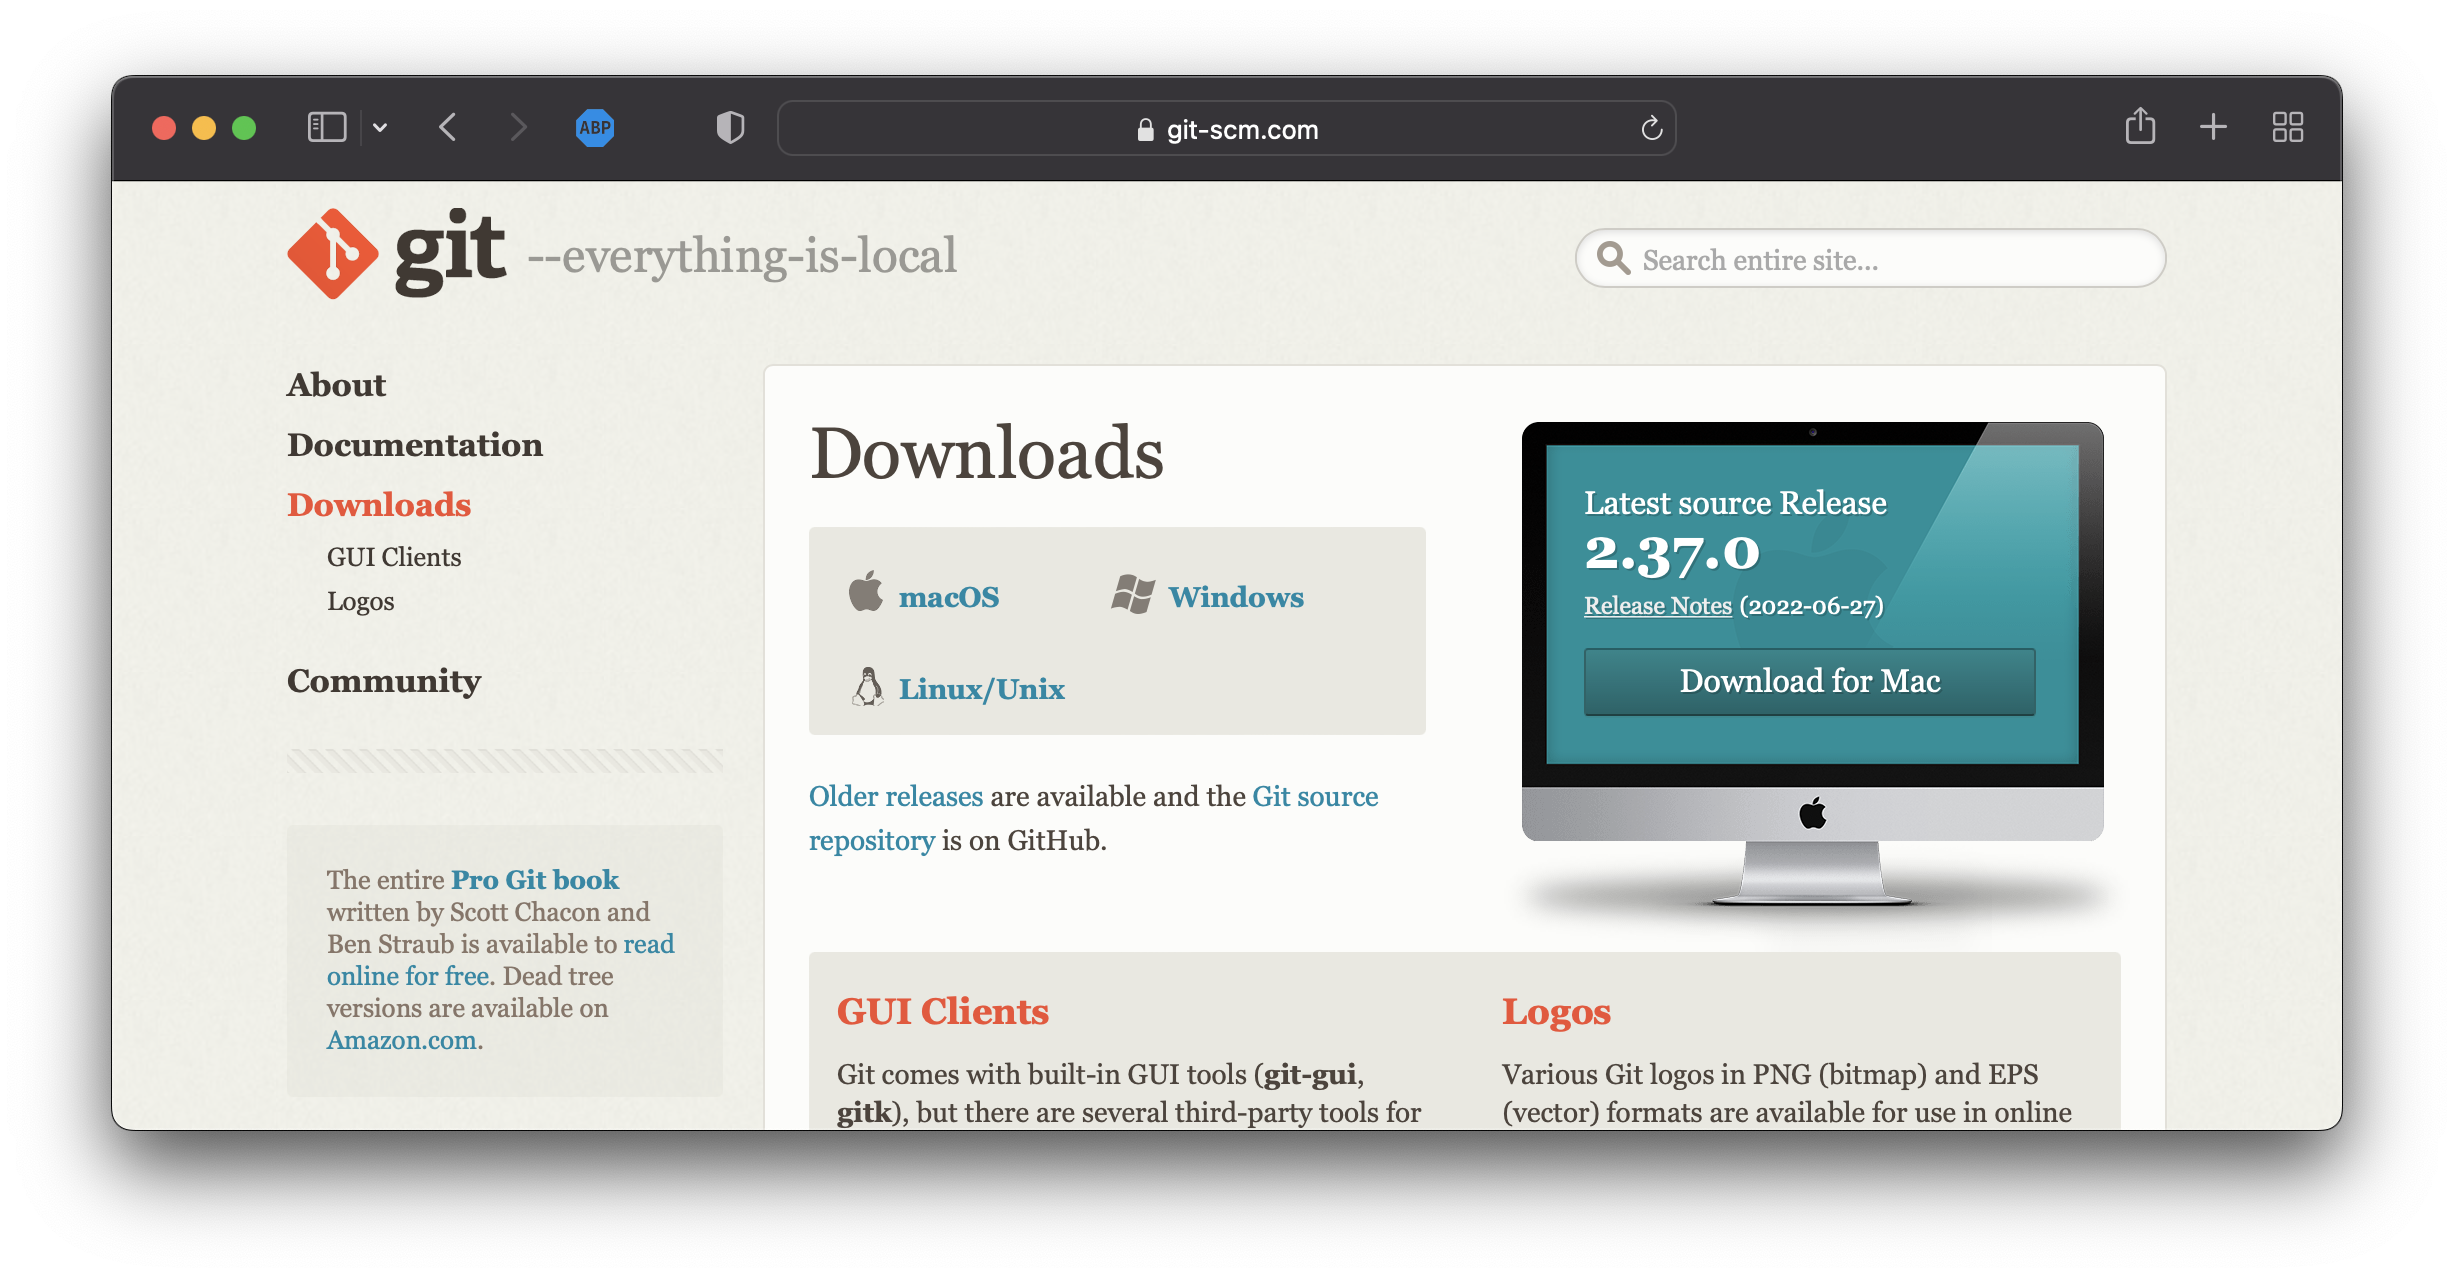 ABP
git-scm.com
git --everything-is-local
Search entire site...
About
Documentation
Downloads
GUI Clients
Logos
Community
The entire Pro Git book
written by Scott Chacon and
Ben Straub is available to read
online for free. Dead tree
versions are available on
Amazon.com.
Downloads
macOS
Windows
Linux/Unix
Older releases are available and the Git source
repository is on GitHub.
Latest source Release
2.37.0
Release Notes (2022-06-27)
Download for Mac
GUI Clients
Git comes with built-in GUI tools (git-gui,
gitk), but there are several third-party tools for
Logos
Various Git logos in PNG (bitmap) and EPS
(vector) formats are available for use in online